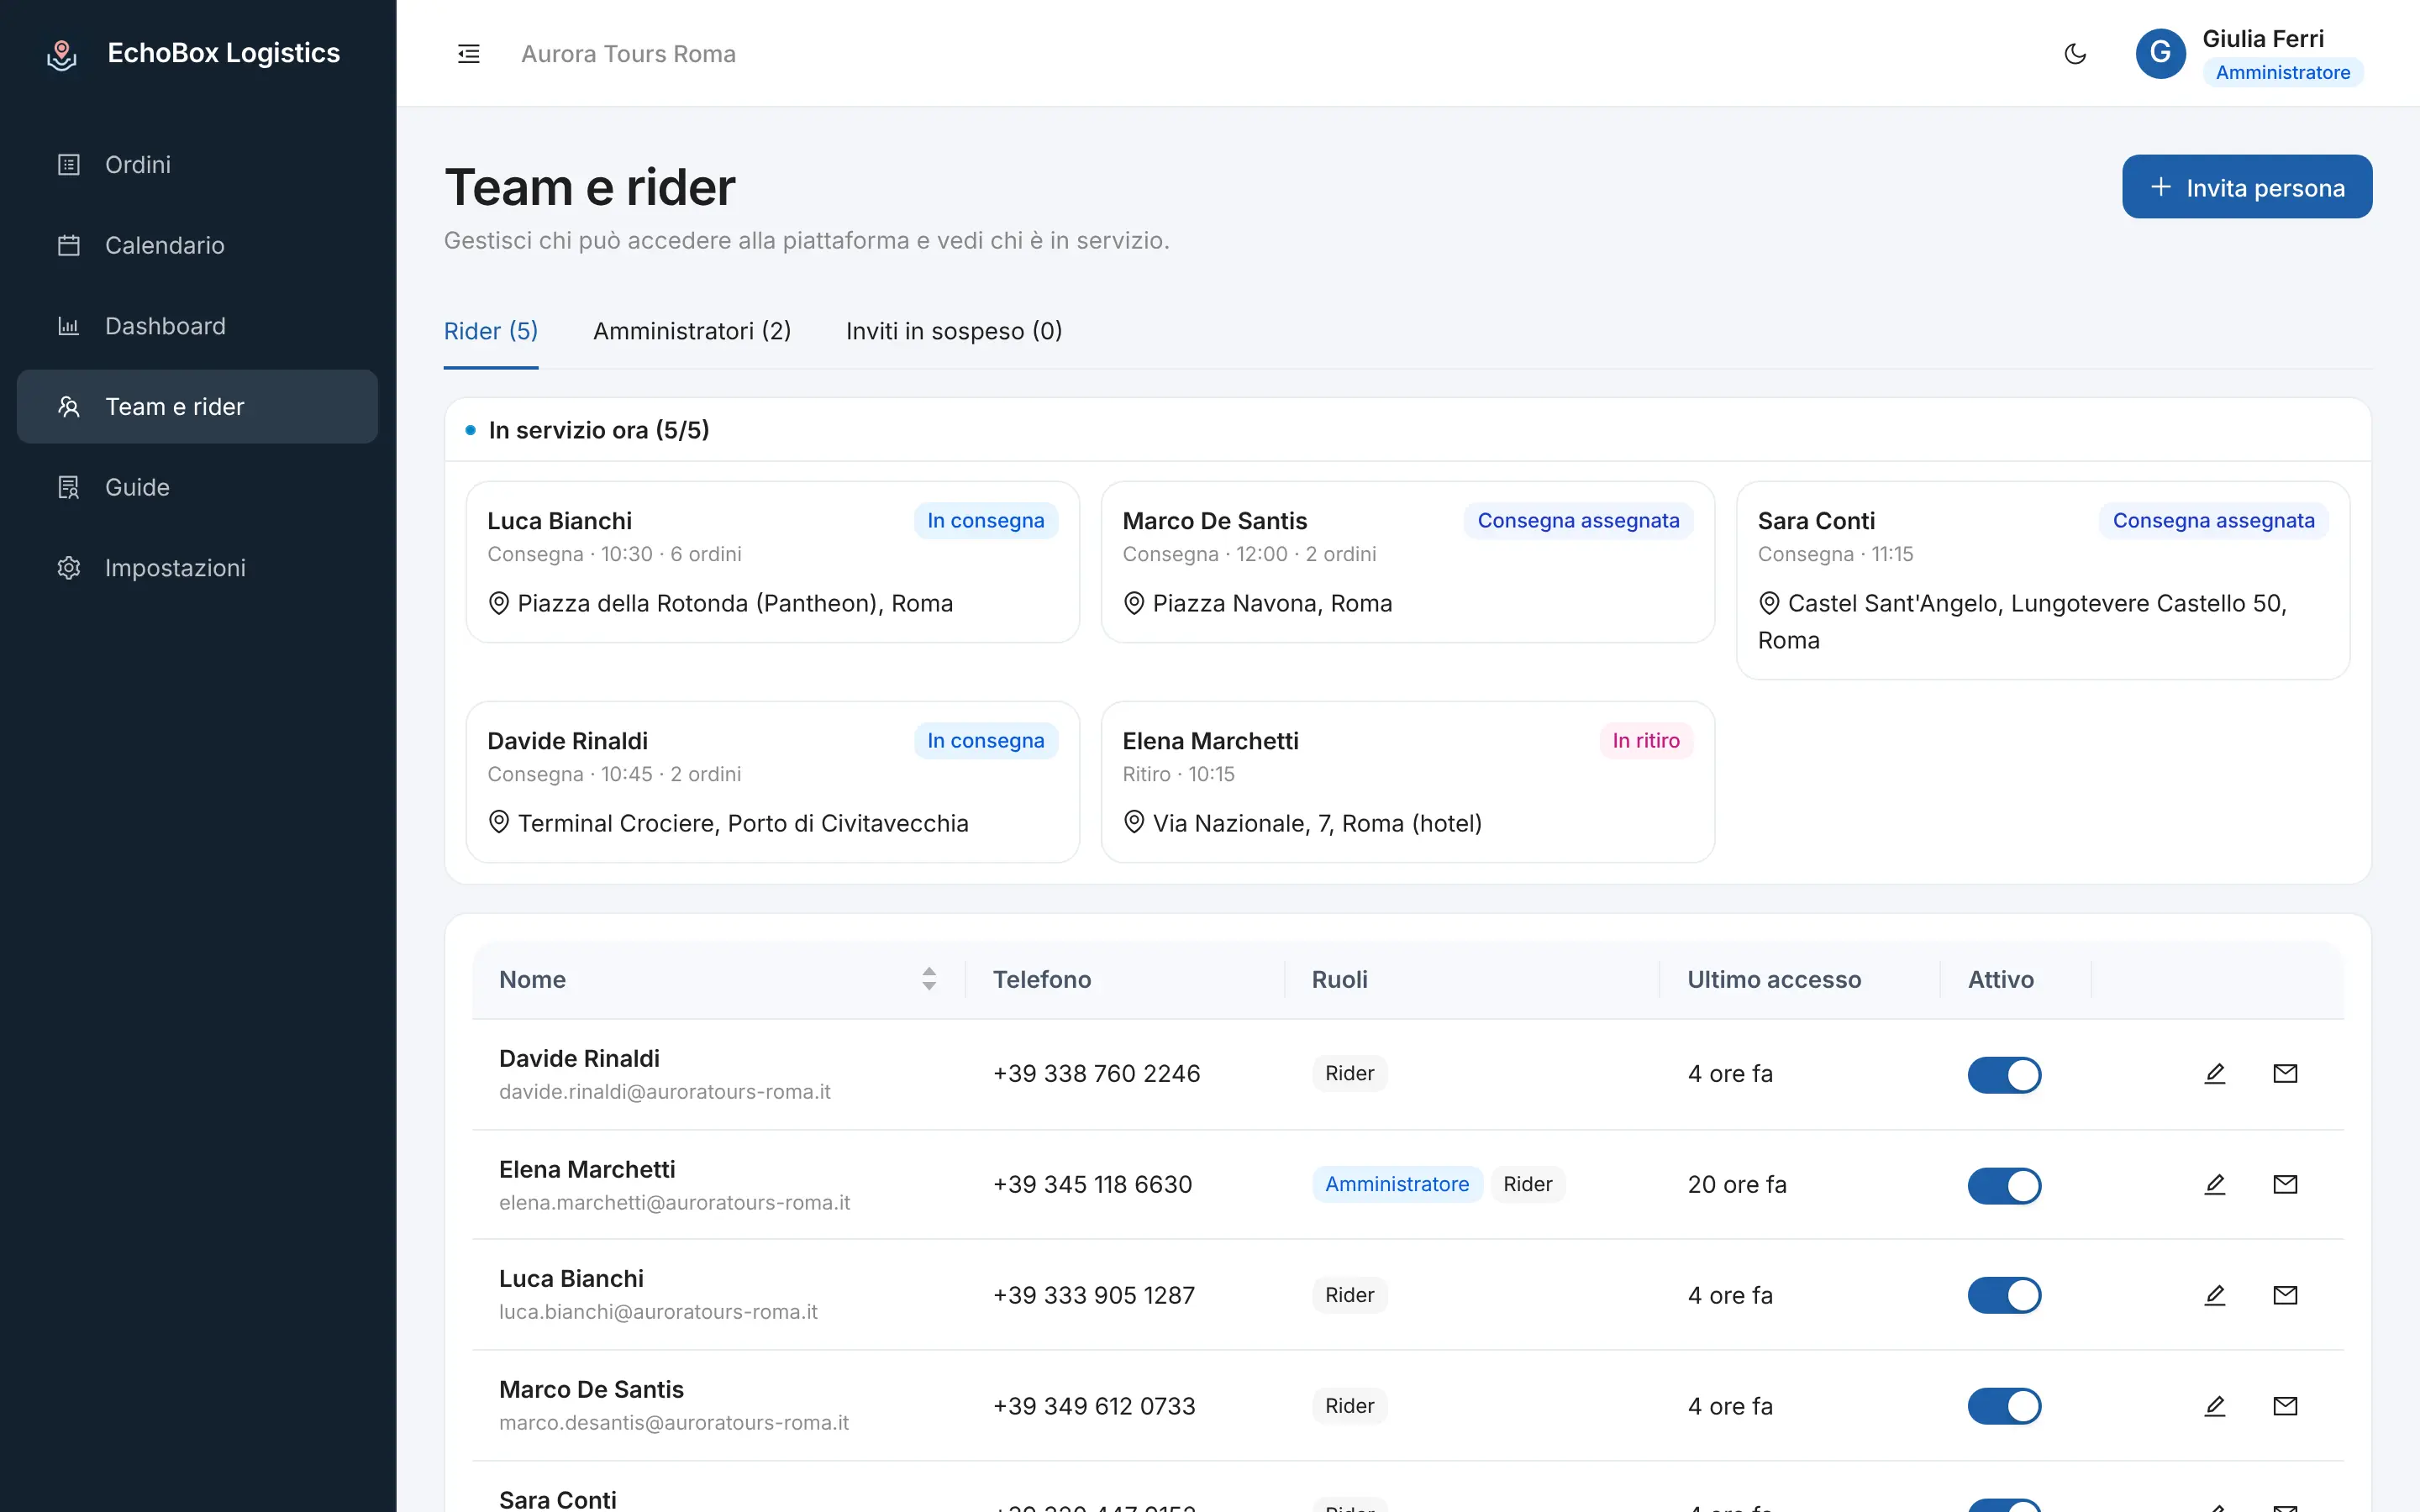 EchoBox Logistics
Ordini
Calendario
Dashboard
Team e rider
Guide
Impostazioni
Aurora Tours Roma
G
Giulia Ferri
Amministratore
Team e rider
Gestisci chi può accedere alla piattaforma e vedi chi è in servizio.
Invita persona
Rider (5) Amministratori (2) Inviti in sospeso (0)
In servizio ora (5/5)
Luca Bianchi In consegna
Consegna · 10:30 · 6 ordini
Piazza della Rotonda (Pantheon), Roma
Marco De Santis Consegna assegnata
Consegna · 12:00 · 2 ordini
Piazza Navona, Roma
Sara Conti Consegna assegnata
Consegna · 11:15
Castel Sant'Angelo, Lungotevere Castello 50,
Roma
Davide Rinaldi In consegna
Consegna · 10:45 · 2 ordini
Terminal Crociere, Porto di Civitavecchia
Elena Marchetti In ritiro
Ritiro · 10:15
Via Nazionale, 7, Roma (hotel)
Nome Telefono Ruoli Ultimo accesso Attivo
Davide Rinaldi
davide.rinaldi@auroratours-roma.it
+39 338 760 2246 Rider 4 ore fa
Elena Marchetti
elena.marchetti@auroratours-roma.it
+39 345 118 6630 Amministratore Rider 20 ore fa
Luca Bianchi
luca.bianchi@auroratours-roma.it
+39 333 905 1287 Rider 4 ore fa
Marco De Santis
marco.desantis@auroratours-roma.it
+39 349 612 0733 Rider 4 ore fa
Sara Conti